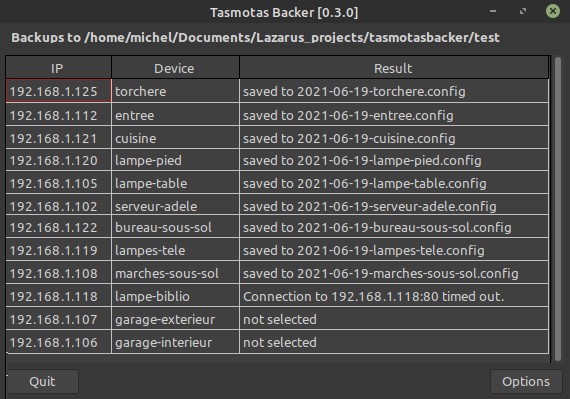 Tasmotas Backer [0.3.0]
Backups to /home/michel/Documents/Lazarus_projects/tasmotasbacker/test
IP Device Result
192.168.1.125 torchere saved to 2021-06-19-torchere.config
192.168.1.112 entree saved to 2021-06-19-entree.config
192.168.1.121 cuisine saved to 2021-06-19-cuisine.config
192.168.1.120 lampe-pied saved to 2021-06-19-lampe-pied.config
192.168.1.105 lampe-table saved to 2021-06-19-lampe-table.config
192.168.1.102 serveur-adele saved to 2021-06-19-serveur-adele.config
192.168.1.122 bureau-sous-sol saved to 2021-06-19-bureau-sous-sol.config
192.168.1.119 lampes-tele saved to 2021-06-19-lampes-tele.config
192.168.1.108 marches-sous-sol saved to 2021-06-19-marches-sous-sol.config
192.168.1.118 lampe-biblio Connection to 192.168.1.118:80 timed out.
192.168.1.107 garage-exterieur not selected
192.168.1.106 garage-interieur not selected
Quit Options